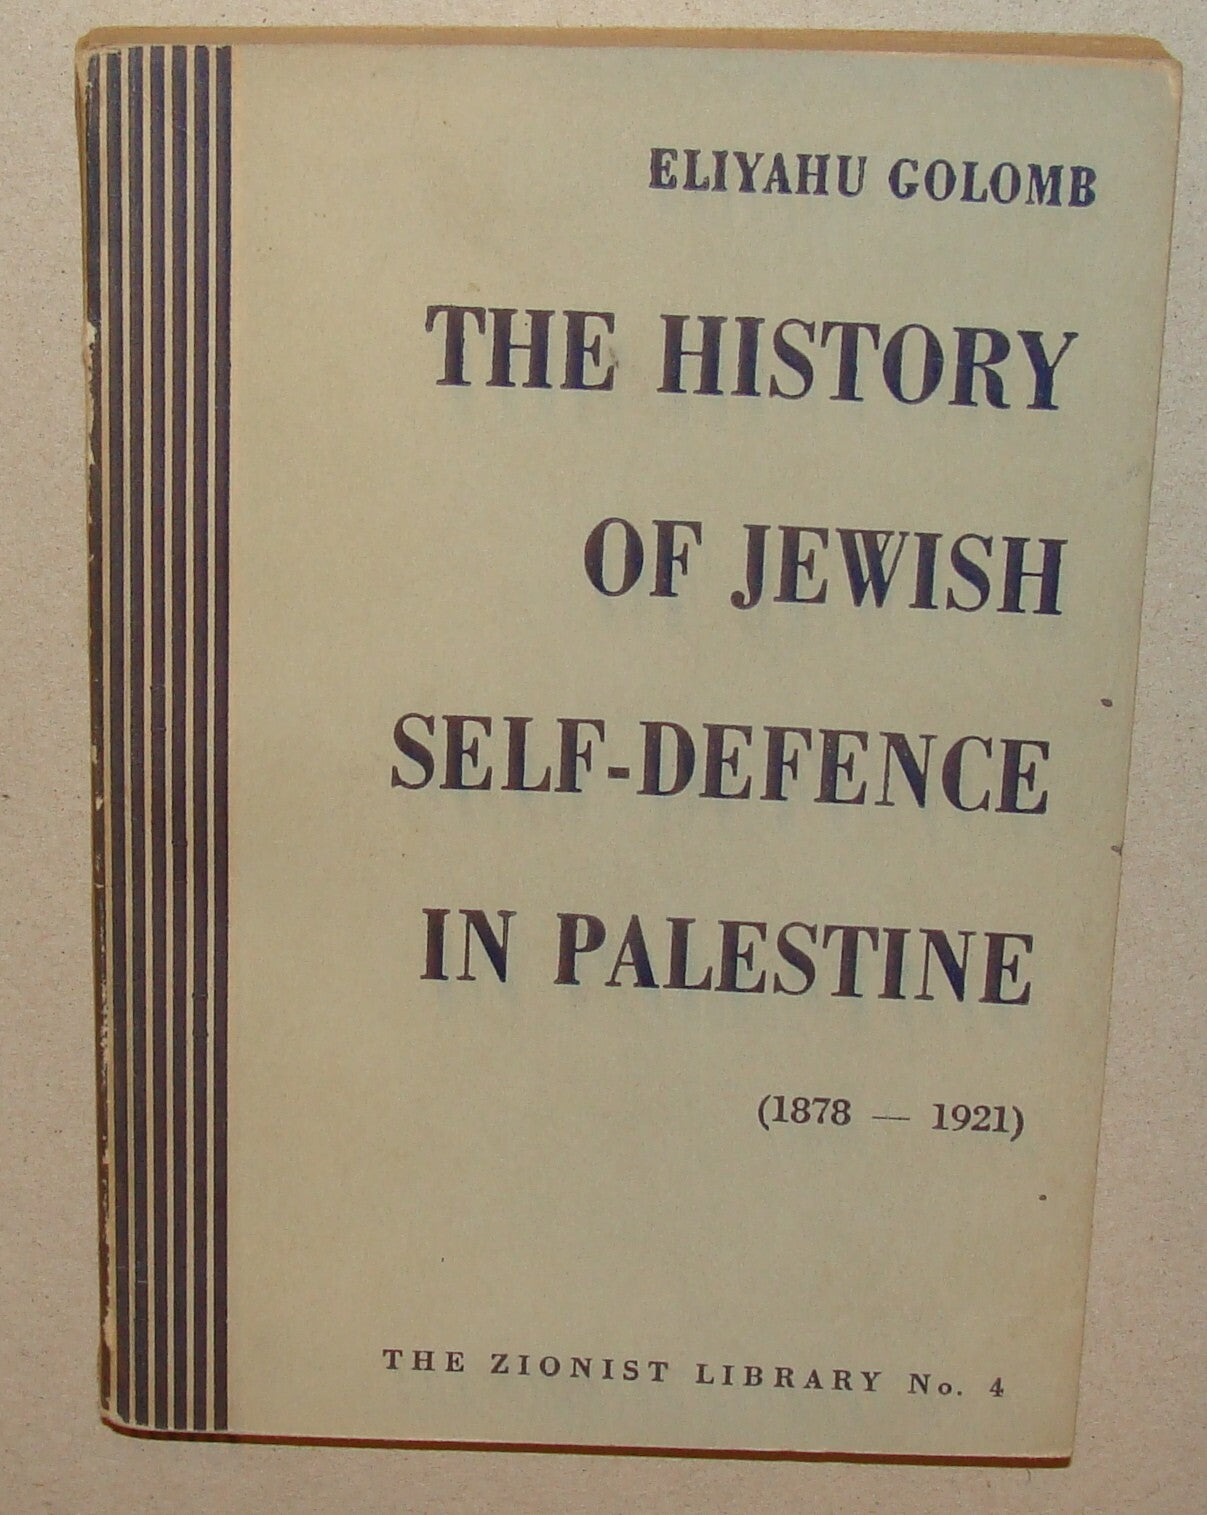 ELIYAHU GOLOMB
THE HISTORY
OF JEWISH
SELF-DEFENCE
IN PALESTINE
(1878 — 1921)
THE ZIONIST LIBRARY No. 4